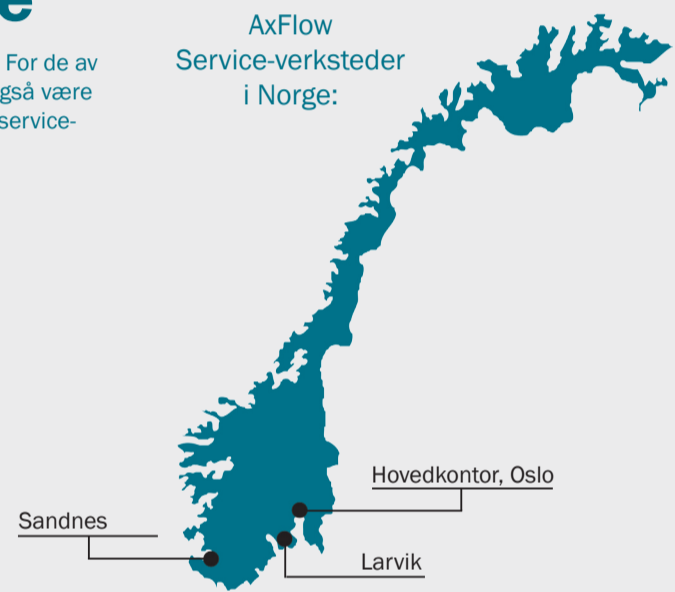 e
For de av
gså være
service-
AxFlow
Service-verksteder
i Norge:
Hovedkontor, Oslo
Sandnes
Larvik